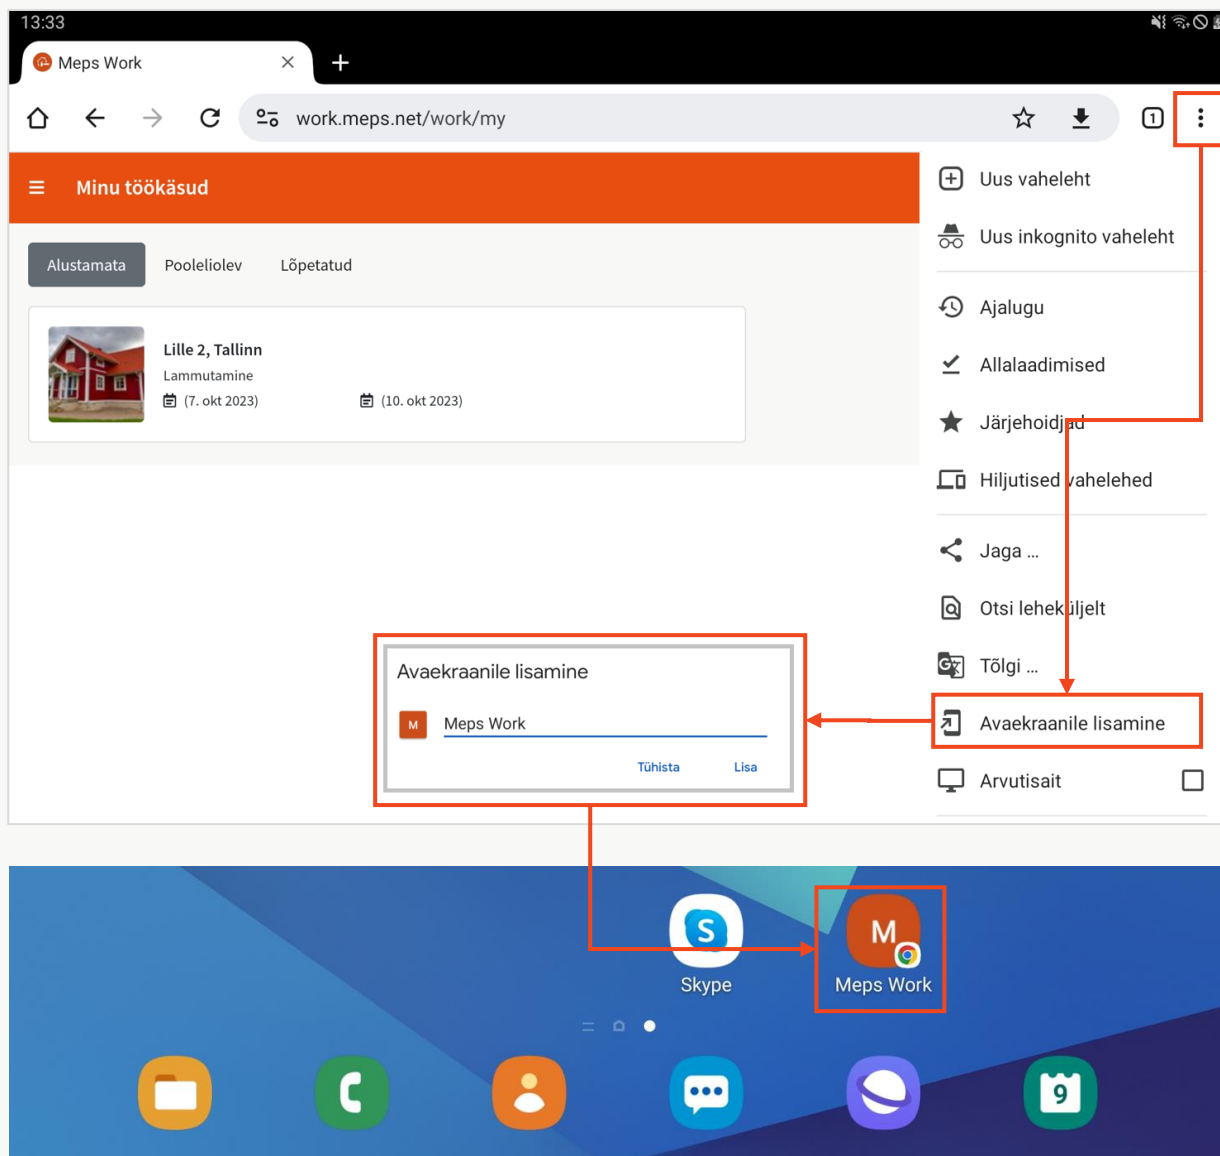 13:33
Meps Work
work.meps.net/work/my
1
Minu töökäsud
Alustamata
Pooleliolev
Lõpetatud
Lille 2, Tallinn
Lammutamine
(7. okt 2023)
(10. okt 2023)
Uus vaheleht
Uus inkognito vaheleht
Ajalugu
Allalaadimised
Järjehoidjad
Hiljutised vahelehed
Jaga ...
Otsi leheküljelt
Tõlgi ...
Avaekraanile lisamine
Arvutisait
Avaekraanile lisamine
M
Meps Work
Tühista
Lisa
S
Skype
M
Meps Work
9